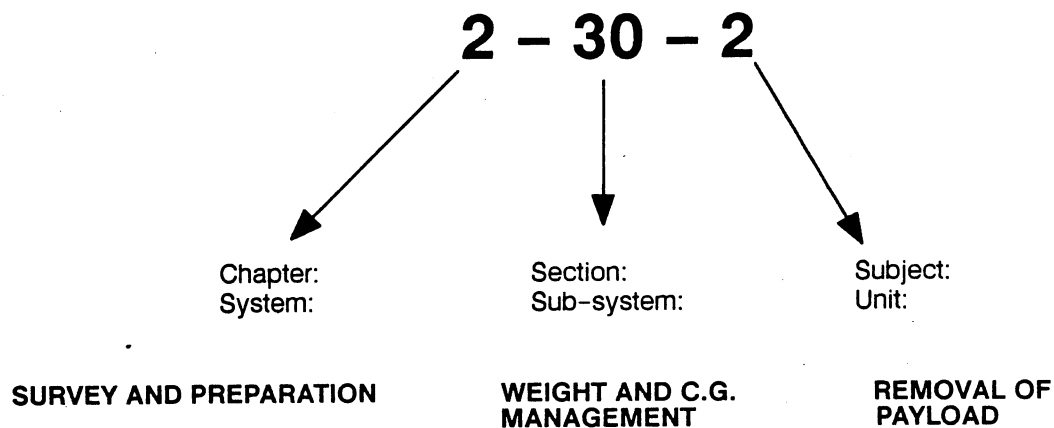 2 – 30 – 2
Chapter:
System:
Section:
Sub-system:
Subject:
Unit:
SURVEY AND PREPARATION
WEIGHT AND C.G.
MANAGEMENT
REMOVAL OF
PAYLOAD